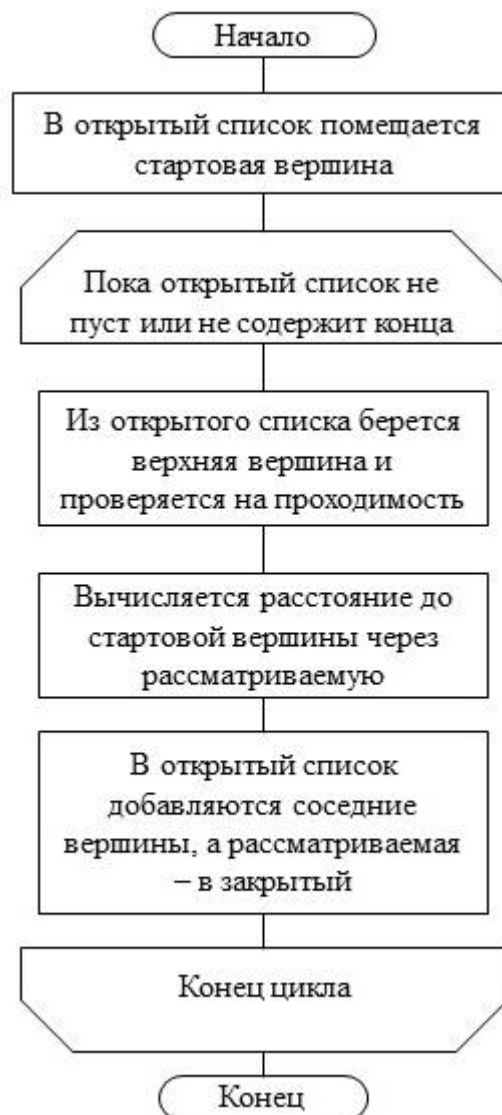 Начало
В открытый список помещается
стартовая вершина
Пока открытый список не
пуст или не содержит конца
Из открытого списка берется
верхняя вершина и
проверяется на проходимость
Вычисляется расстояние до
стартовой вершины через
рассматриваемую
В открытый список
добавляются соседние
вершины, а рассматриваемая
– в закрытый
Конец цикла
Конец